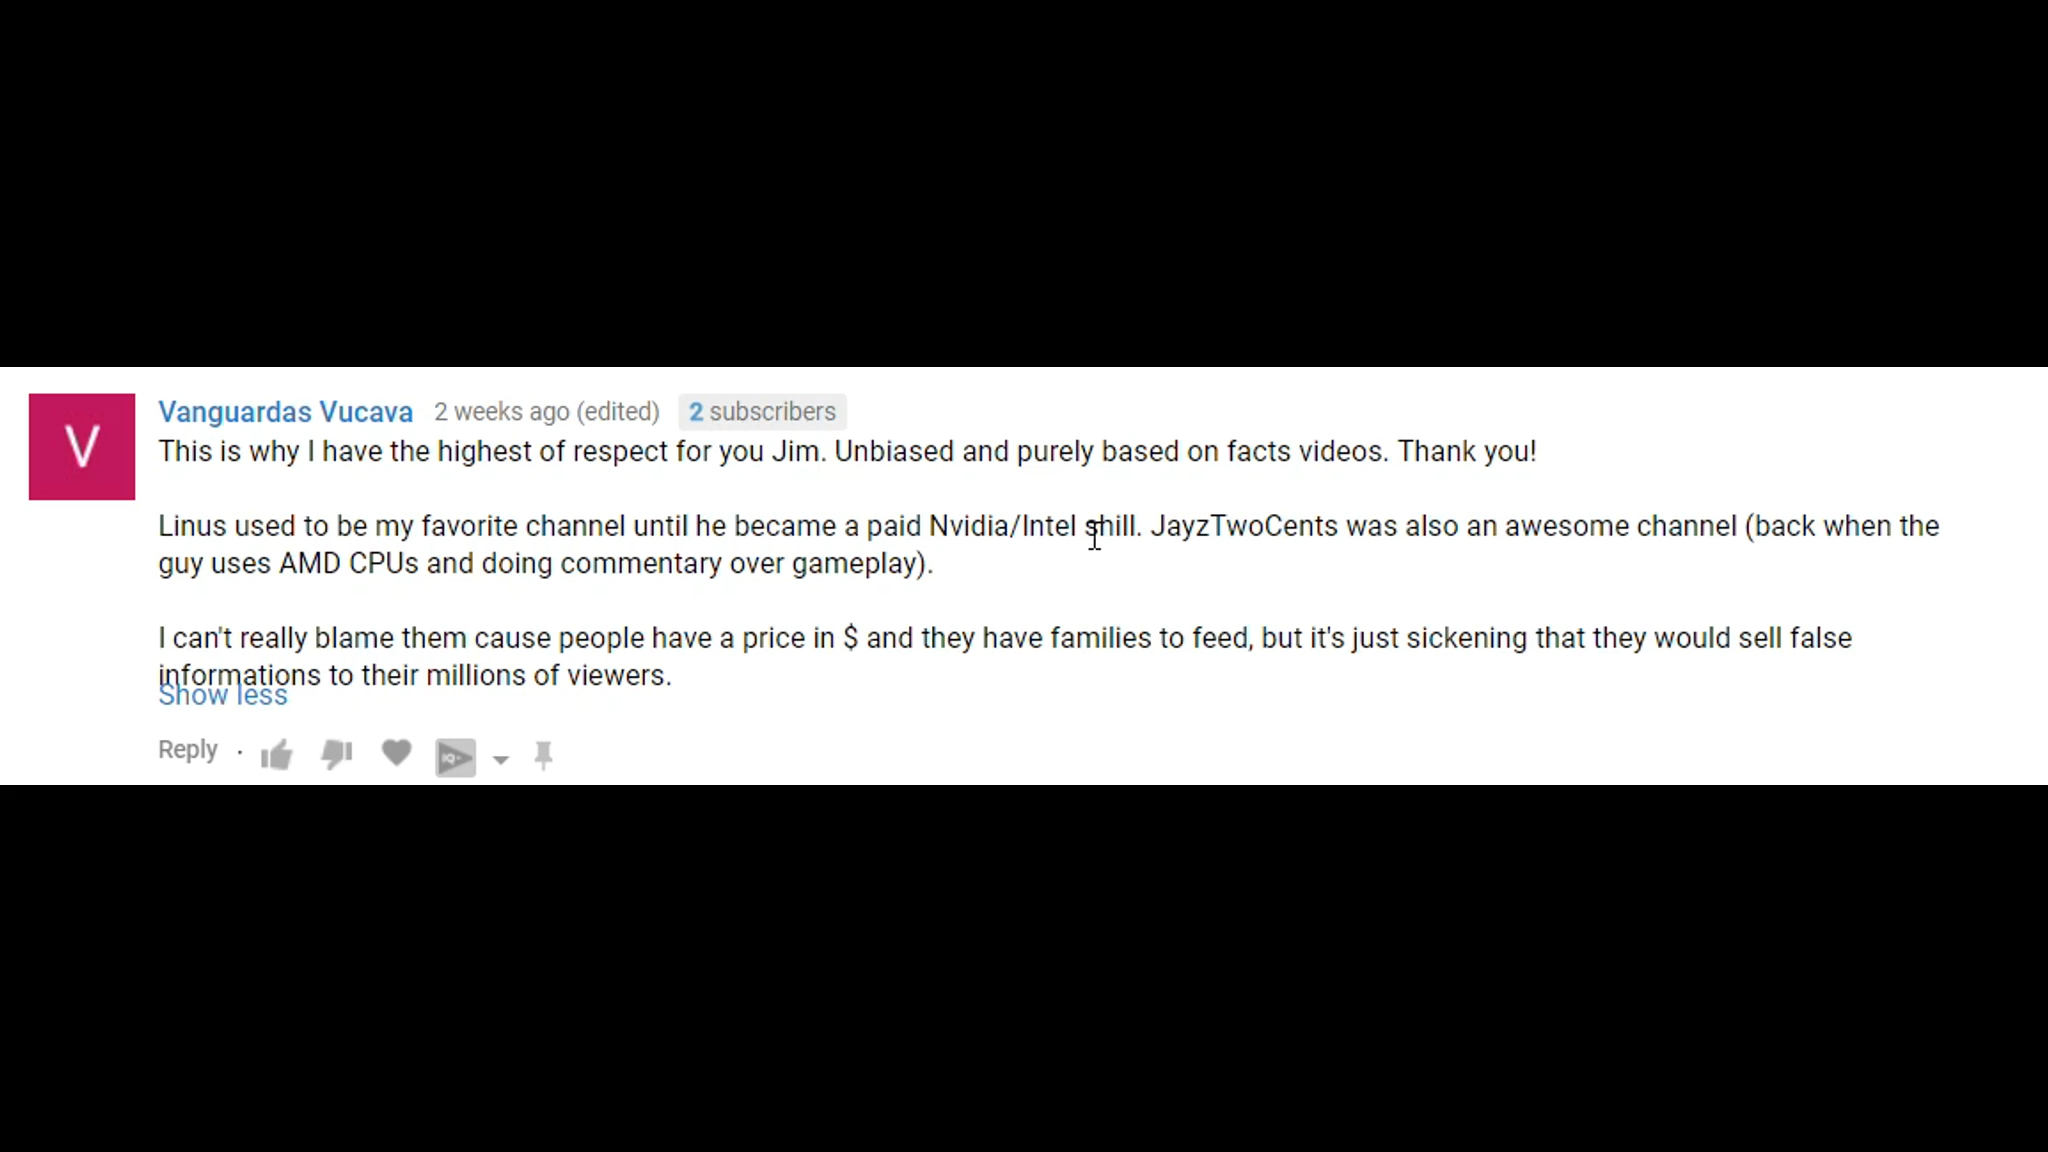 V
Vanguardas Vucava 2 weeks ago (edited) 2 subscribers
This is why I have the highest of respect for you Jim. Unbiased and purely based on facts videos. Thank you!
Linus used to be my favorite channel until he became a paid Nvidia/Intel shill. JayzTwoCents was also an awesome channel (back when the
guy uses AMD CPUs and doing commentary over gameplay).
I can't really blame them cause people have a price in $ and they have families to feed, but it's just sickening that they would sell false
informations to their millions of viewers.
Show less
Reply ·